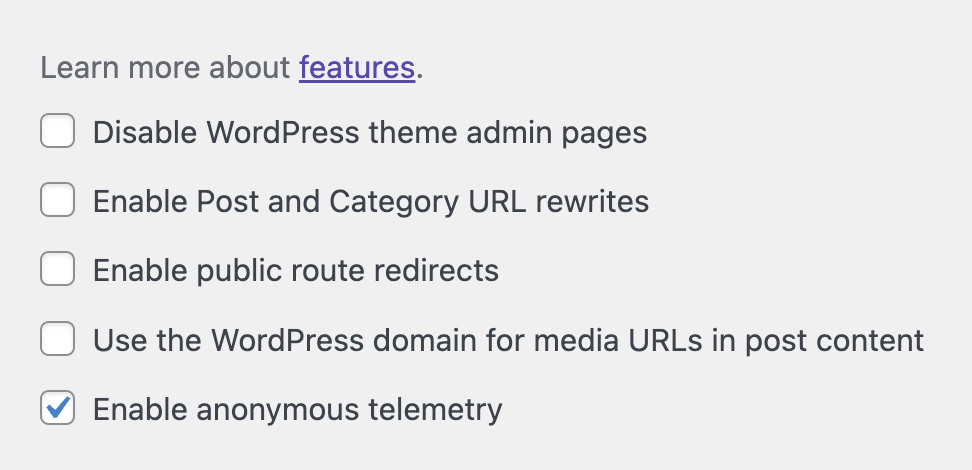 Learn more about features.
Disable WordPress theme admin pages
Enable Post and Category URL rewrites
Enable public route redirects
Use the WordPress domain for media URLs in post content
Enable anonymous telemetry